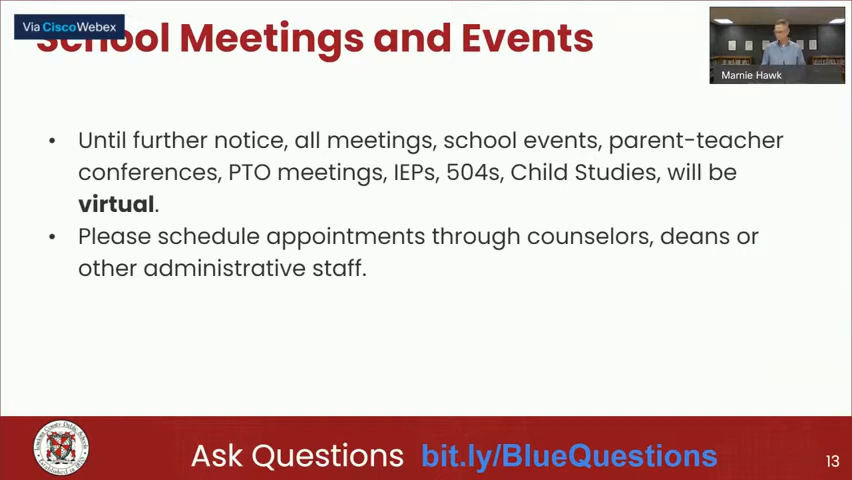 Via CiscoWebex
School Meetings and Events
Marnie Hawk
• Until further notice, all meetings, school events, parent-teacher
conferences, PTO meetings, IEPs, 504s, Child Studies, will be
virtual.
• Please schedule appointments through counselors, deans or
other administrative staff.
Ask Questions bit.ly/BlueQuestions
13